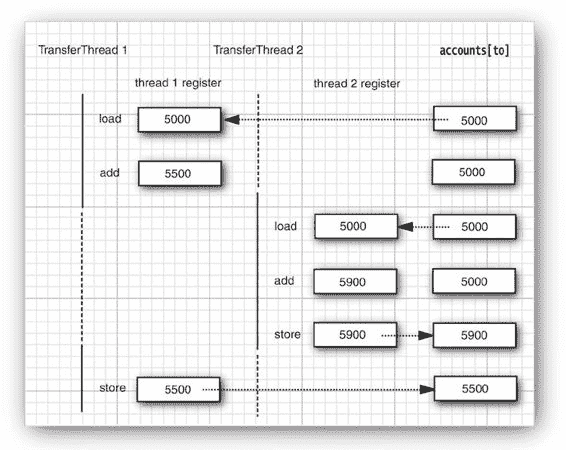 TransferThread 1 TransferThread 2 accounts[to]
thread 1 register thread 2 register
load 5000 5000
add 5500 5000
load 5000 5000
add 5900 5000
store 5900 5900
store 5500 5500